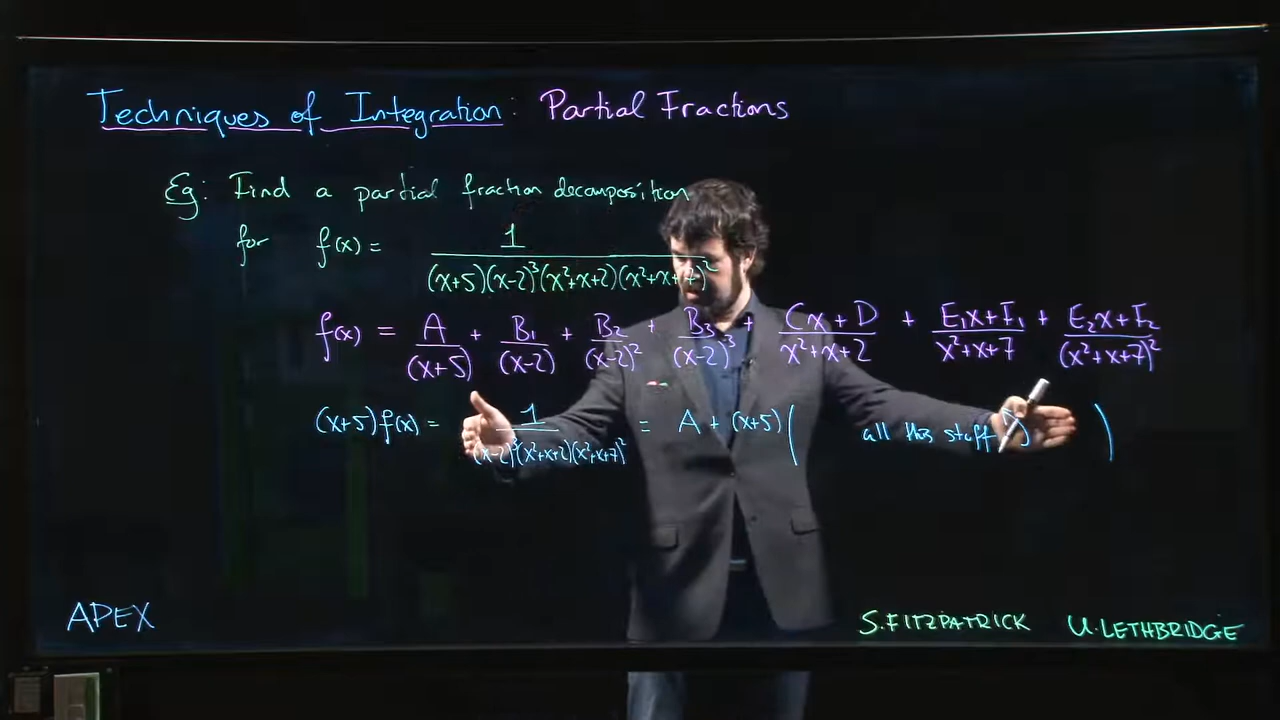 Techniques of Integration: Partial Fractions
Eg: Find a partial fraction decomposition
for f(x) = 1 / (x+5)(x-2)³(x²+x+2)(x²+x+7)²
f(x) = A/(x+5) + B₁/(x-2) + B₂/(x-2)² + B₃/(x-2)³ + Cx+D/x²+x+2 + E₁x+F₁/x²+x+7 + E₂x+F₂/(x²+x+7)²
(x+5)f(x) = 1/(x-2)³(x²+x+2)(x²+x+7)² = A + (x+5)( all this stuff )
APEX
S.FITZPATRICK U.LETHBRIDGE